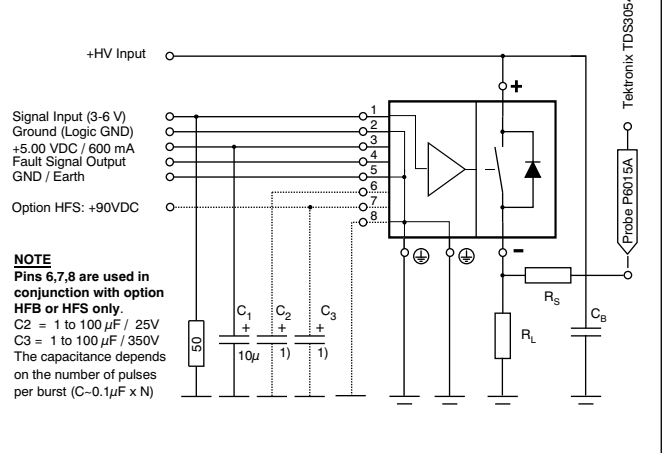 +HV Input
Tektronix TDS3054
Signal Input (3-6 V)
Ground (Logic GND)
+5.00 VDC / 600 mA
Fault Signal Output
GND / Earth
Option HFS: +90VDC
1
2
3
4
5
6
7
8
+
-
Probe P6015A
RS
RL
CB
NOTE
Pins 6,7,8 are used in
conjunction with option
HFB or HFS only.
C2 = 1 to 100 µF / 25V
C3 = 1 to 100 µF / 350V
The capacitance depends
on the number of pulses
per burst (C~0.1µF x N)
50
C1
+
10µ
C2
+
1)
C3
+
1)